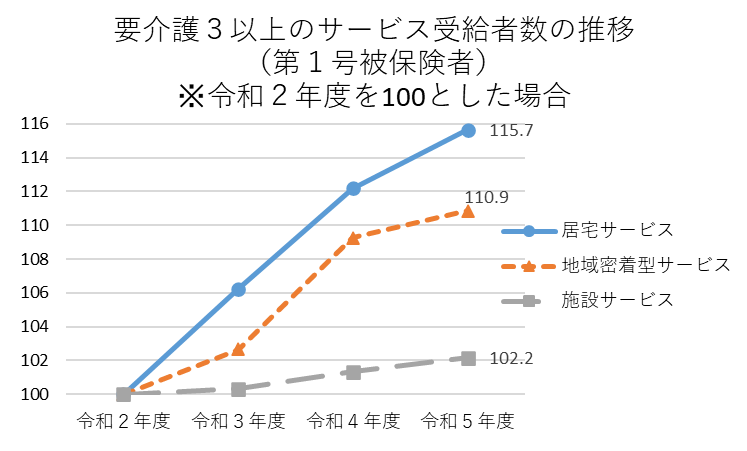 要介護３以上のサービス受給者数の推移
（第１号被保険者）
※令和２年度を100とした場合
116
114
112
110
108
106
104
102
100
115.7
110.9
102.2
居宅サービス
地域密着型サービス
施設サービス
令和２年度 令和３年度 令和４年度 令和５年度